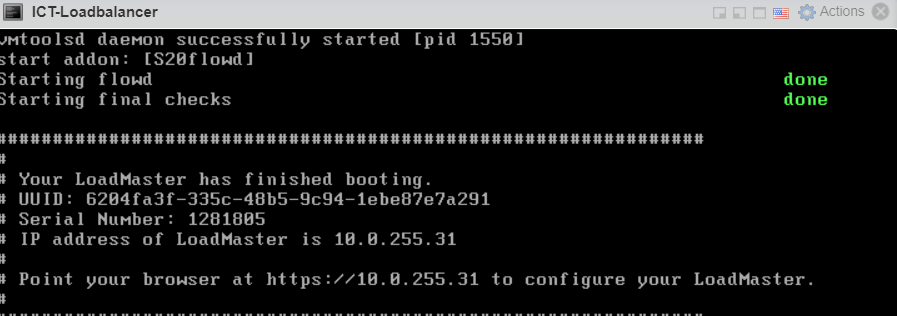 ICT-Loadbalancer
Actions
vmtoolsd daemon successfully started [pid 1550]
start addon: [S20flowd]
Starting flowd done
Starting final checks done
###############################################################
#
# Your LoadMaster has finished booting.
# UUID: 6204fa3f-335c-48b5-9c94-1ebe87e7a291
# Serial Number: 1281805
# IP address of LoadMaster is 10.0.255.31
#
# Point your browser at https://10.0.255.31 to configure your LoadMaster.
#
###############################################################